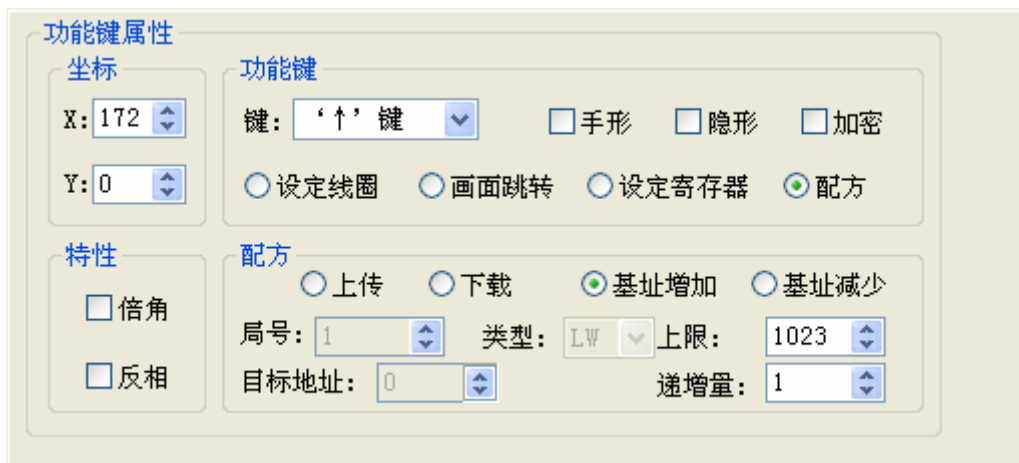 功能键属性
坐标
X: 172
Y: 0
功能键
键: ‘↑’键 手形 隐形 加密
设定线圈 画面跳转 设定寄存器 配方
特性
倍角
反相
配方
上传 下载 基址增加 基址减少
局号: 1 类型: LW 上限: 1023
目标地址: 0 递增量: 1